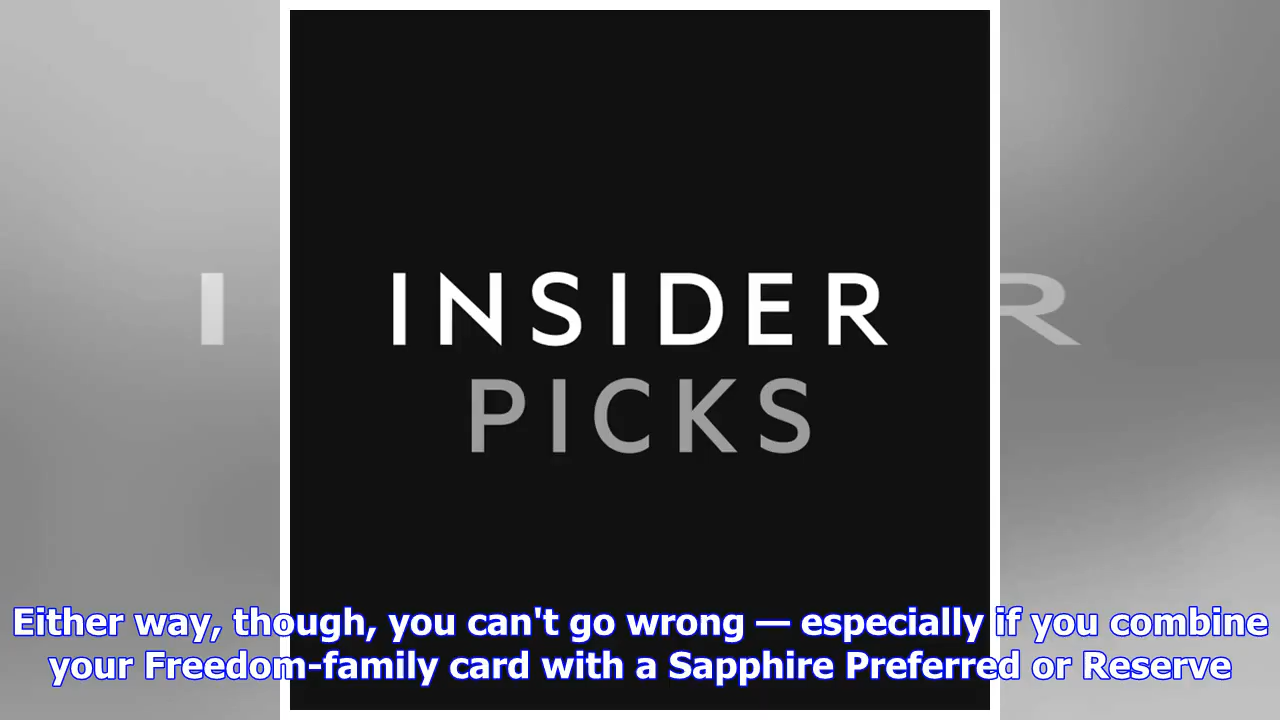 INSIDER
PICKS
I R
Either way, though, you can't go wrong — especially if you combine
your Freedom-family card with a Sapphire Preferred or Reserve